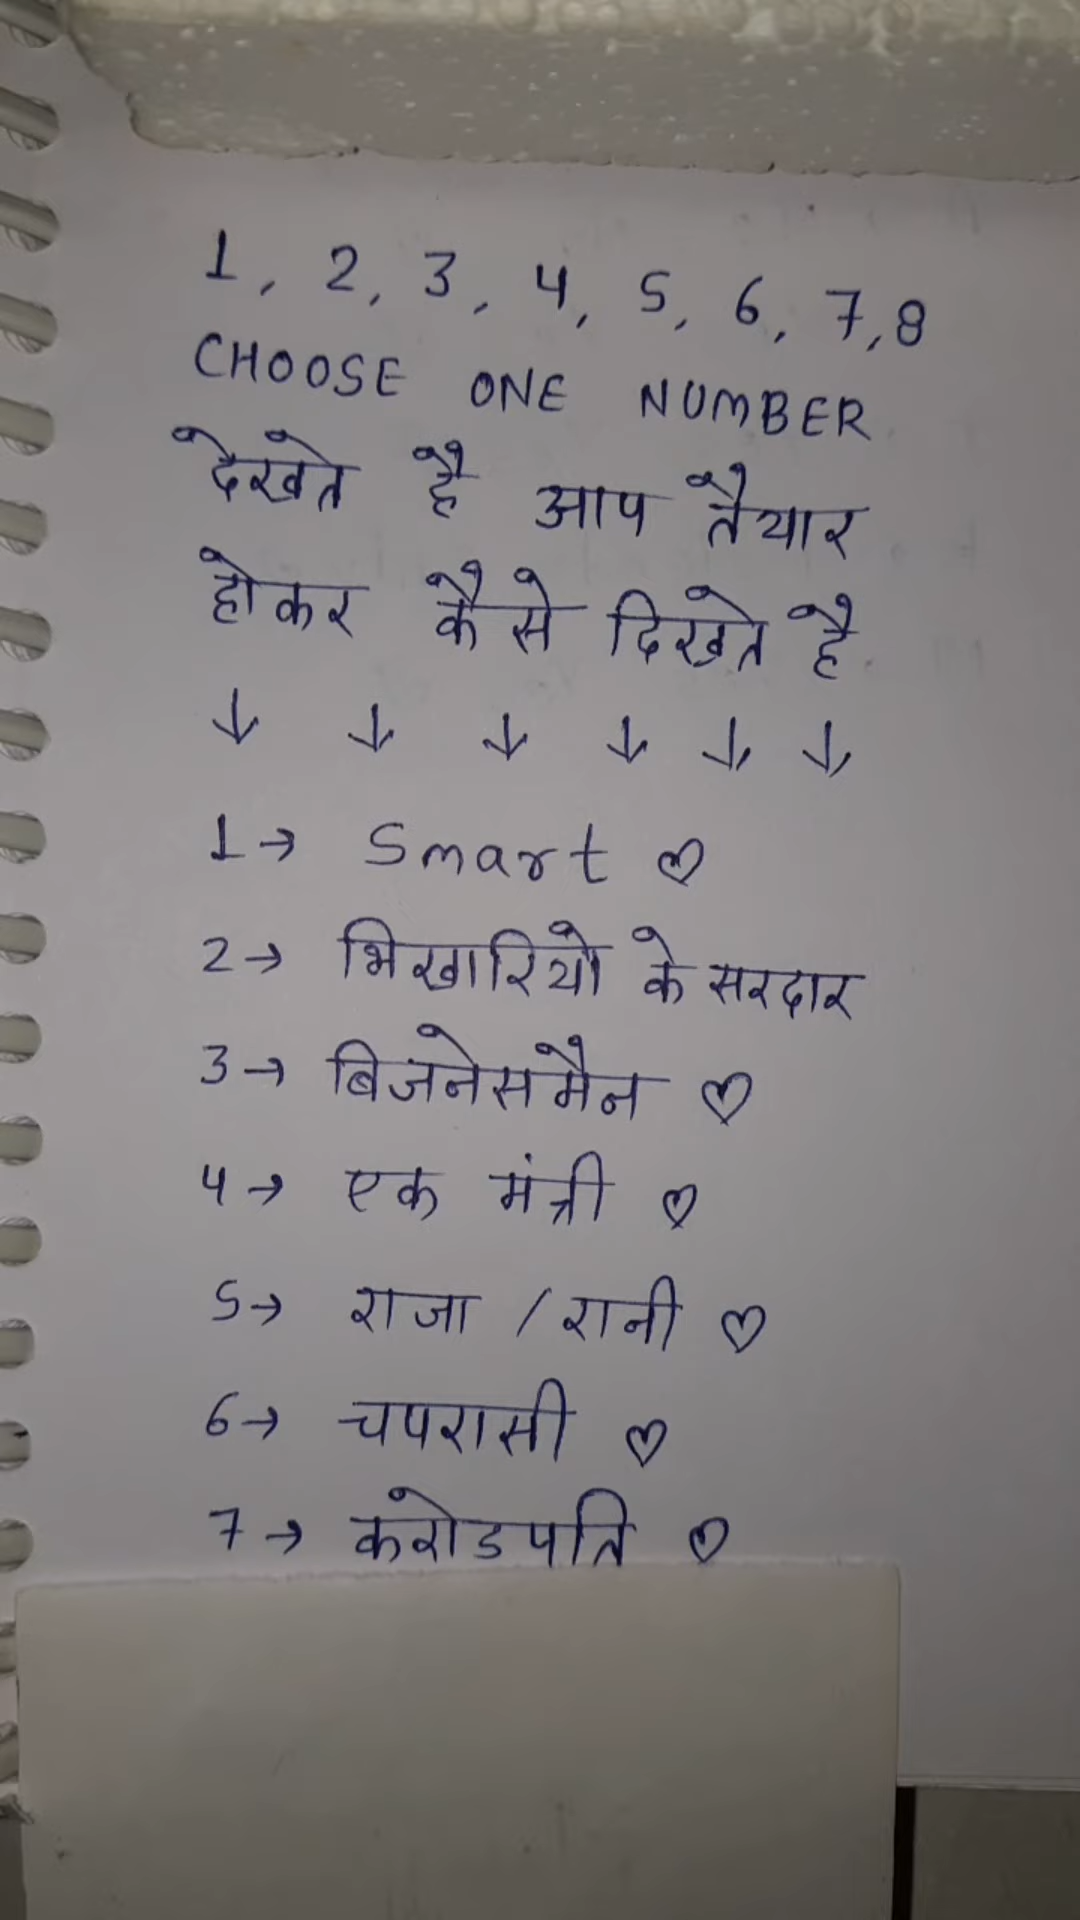 1, 2, 3, 4, 5, 6, 7, 8
CHOOSE ONE NUMBER
देखते है आप तैयार
होकर कैसे दिखते है
↓ ↓ ↓ ↓ ↓ ↓
1→ Smart ♡
2→ भिखारियो के सरदार
3→ बिजनेसमैन ♡
4→ एक मंत्री ♡
5→ राजा / रानी ♡
6→ चपरासी ♡
7→ करोडपति ♡